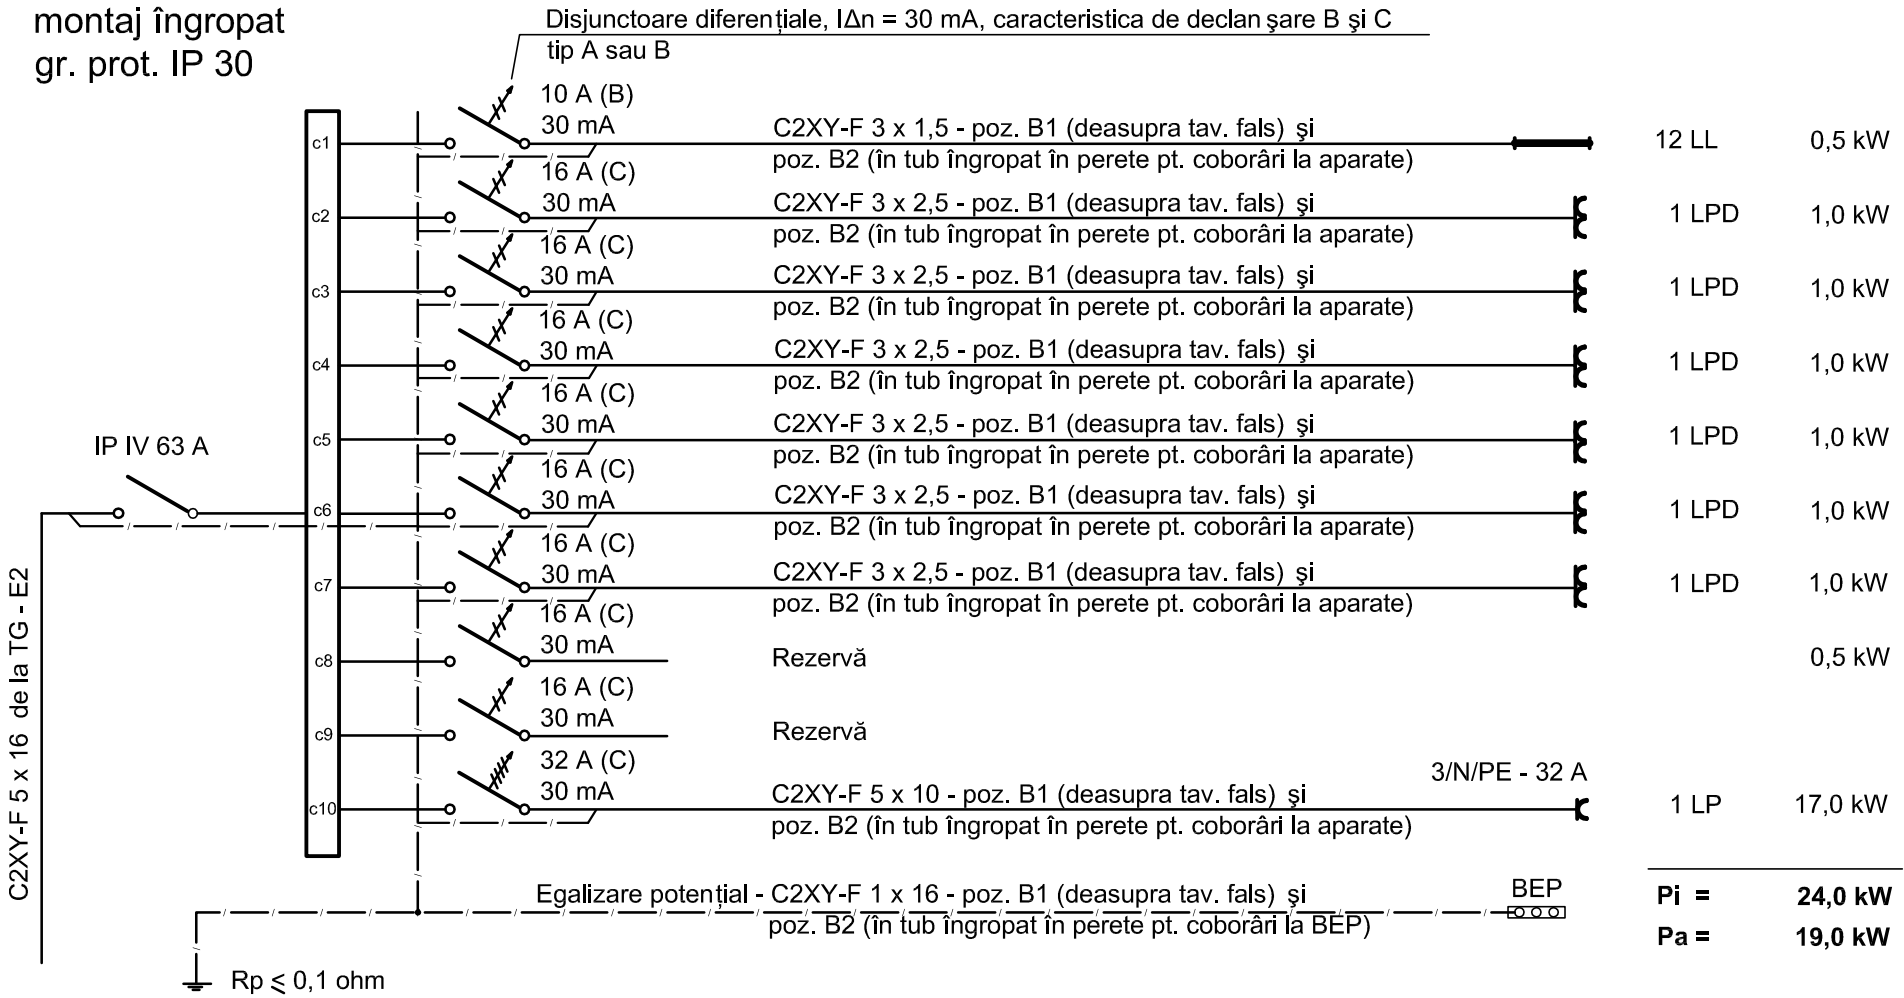 montaj îngropat
gr. prot. IP 30
Disjunctoare diferențiale, IΔn = 30 mA, caracteristica de declanșare B și C
tip A sau B
c1
10 A (B)
30 mA
C2XY-F 3 x 1,5 - poz. B1 (deasupra tav. fals) și
poz. B2 (în tub îngropat în perete pt. coborâri la aparate)
12 LL
0,5 kW
c2
16 A (C)
30 mA
C2XY-F 3 x 2,5 - poz. B1 (deasupra tav. fals) și
poz. B2 (în tub îngropat în perete pt. coborâri la aparate)
1 LPD
1,0 kW
c3
16 A (C)
30 mA
C2XY-F 3 x 2,5 - poz. B1 (deasupra tav. fals) și
poz. B2 (în tub îngropat în perete pt. coborâri la aparate)
1 LPD
1,0 kW
c4
16 A (C)
30 mA
C2XY-F 3 x 2,5 - poz. B1 (deasupra tav. fals) și
poz. B2 (în tub îngropat în perete pt. coborâri la aparate)
1 LPD
1,0 kW
c5
16 A (C)
30 mA
C2XY-F 3 x 2,5 - poz. B1 (deasupra tav. fals) și
poz. B2 (în tub îngropat în perete pt. coborâri la aparate)
1 LPD
1,0 kW
IP IV 63 A
c6
16 A (C)
30 mA
C2XY-F 3 x 2,5 - poz. B1 (deasupra tav. fals) și
poz. B2 (în tub îngropat în perete pt. coborâri la aparate)
1 LPD
1,0 kW
c7
16 A (C)
30 mA
C2XY-F 3 x 2,5 - poz. B1 (deasupra tav. fals) și
poz. B2 (în tub îngropat în perete pt. coborâri la aparate)
1 LPD
1,0 kW
c8
16 A (C)
30 mA
Rezervă
0,5 kW
c9
16 A (C)
30 mA
Rezervă
c10
32 A (C)
30 mA
C2XY-F 5 x 10 - poz. B1 (deasupra tav. fals) și
poz. B2 (în tub îngropat în perete pt. coborâri la aparate)
3/N/PE - 32 A
1 LP
17,0 kW
C2XY-F 5 x 16 de la TG - E2
Egalizare potențial - C2XY-F 1 x 16 - poz. B1 (deasupra tav. fals) și
poz. B2 (în tub îngropat în perete pt. coborâri la BEP)
BEP
Pi = 24,0 kW
Pa = 19,0 kW
Rp ≤ 0,1 ohm